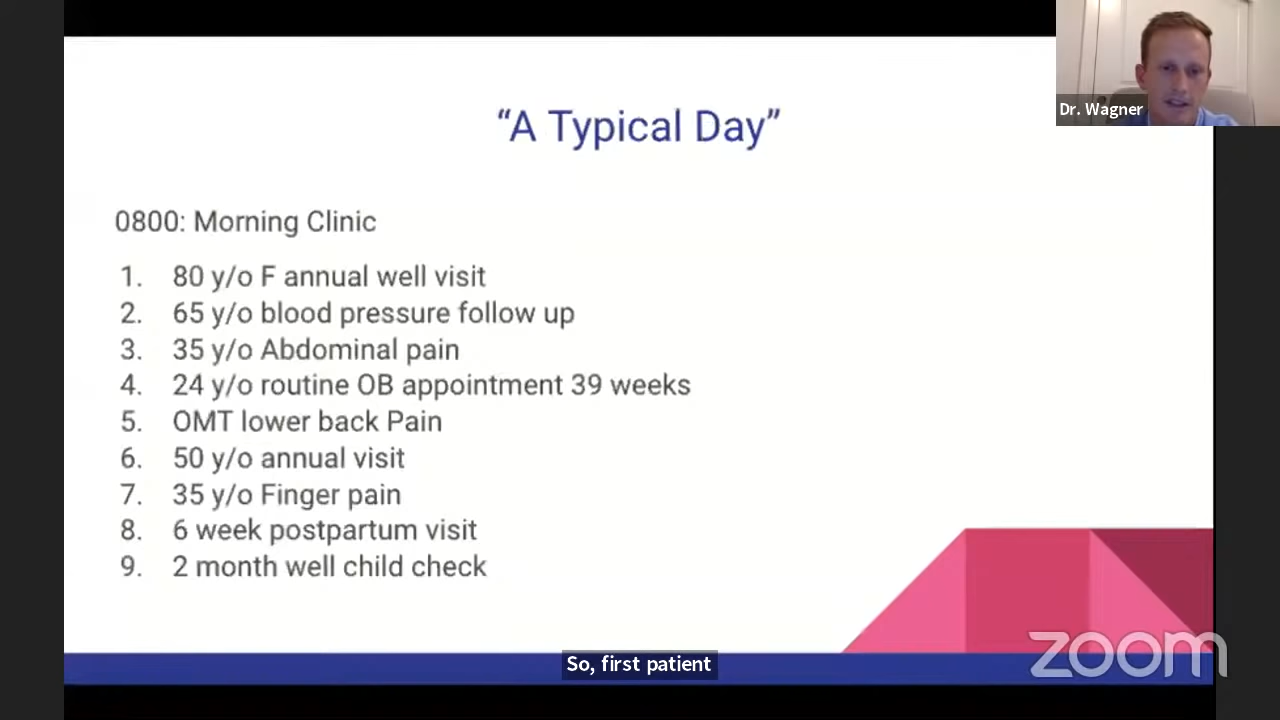 Dr. Wagner
“A Typical Day”
0800: Morning Clinic
1. 80 y/o F annual well visit
2. 65 y/o blood pressure follow up
3. 35 y/o Abdominal pain
4. 24 y/o routine OB appointment 39 weeks
5. OMT lower back Pain
6. 50 y/o annual visit
7. 35 y/o Finger pain
8. 6 week postpartum visit
9. 2 month well child check
So, first patient
zoom